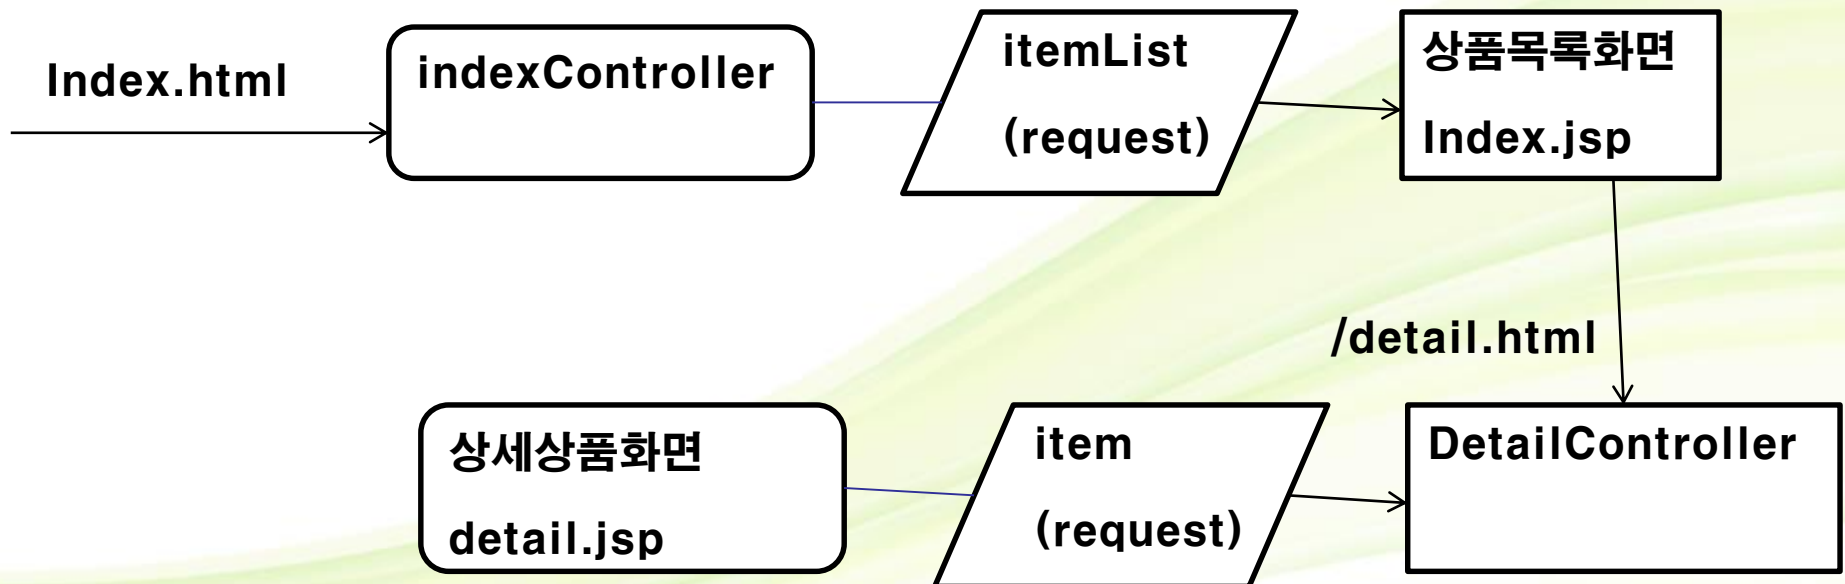 Index.html
indexController
itemList
(request)
상품목록화면
Index.jsp
/detail.html
상세상품화면
detail.jsp
item
(request)
DetailController